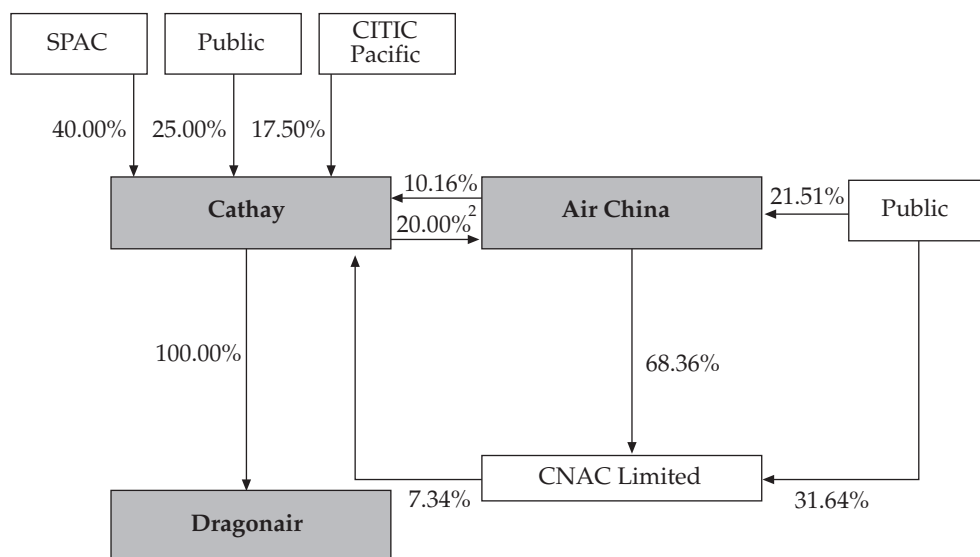 SPAC
Public
CITIC
Pacific
40.00%
25.00%
17.50%
Cathay
10.16%
20.00%2
Air China
21.51%
Public
100.00%
68.36%
CNAC Limited
7.34%
31.64%
Dragonair